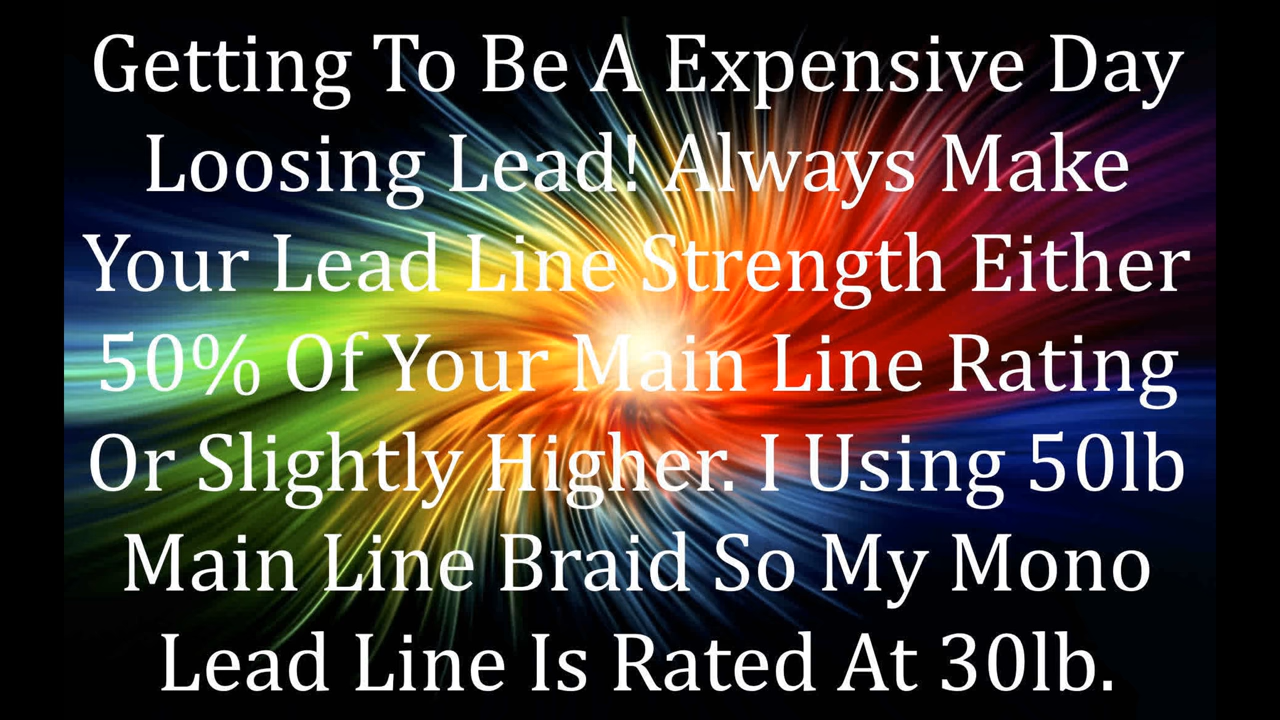 Getting To Be A Expensive Day
Loosing Lead! Always Make
Your Lead Line Strength Either
50% Of Your Main Line Rating
Or Slightly Higher. I Using 50lb
Main Line Braid So My Mono
Lead Line Is Rated At 30lb.